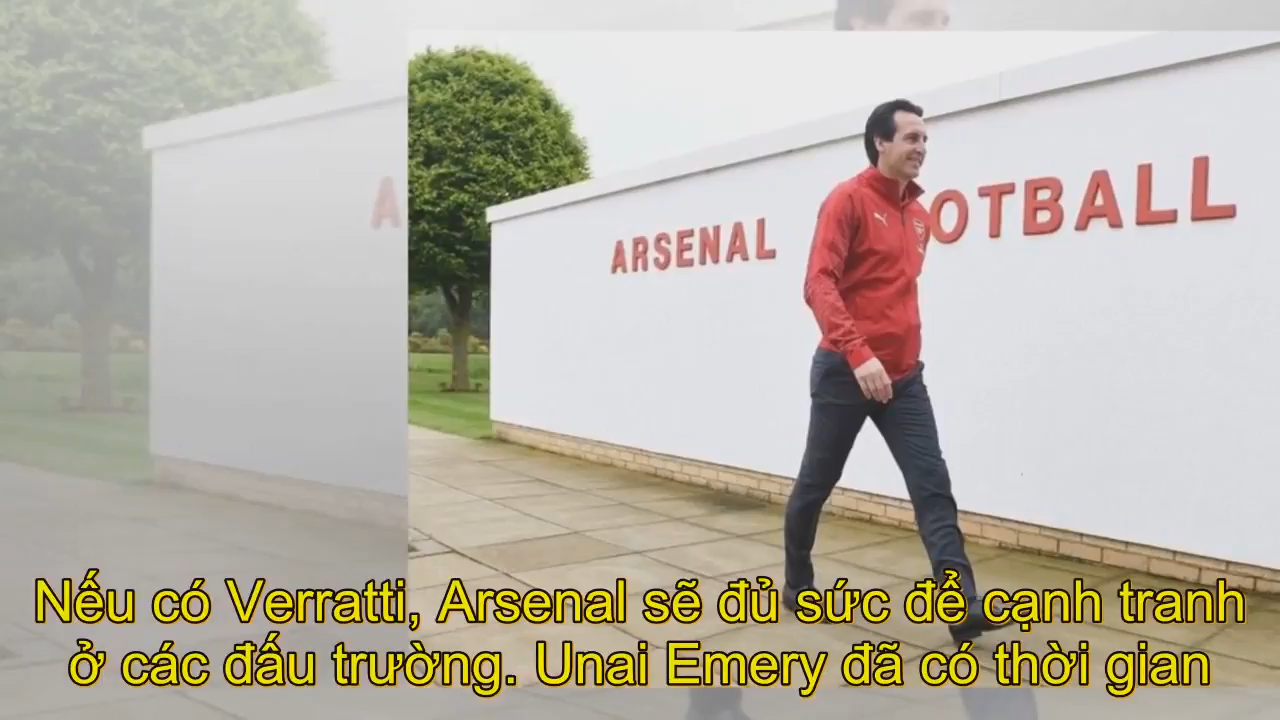 ARSENAL OTBALL
A
Nếu có Verratti, Arsenal sẽ đủ sức để cạnh tranh
ở các đấu trường. Unai Emery đã có thời gian